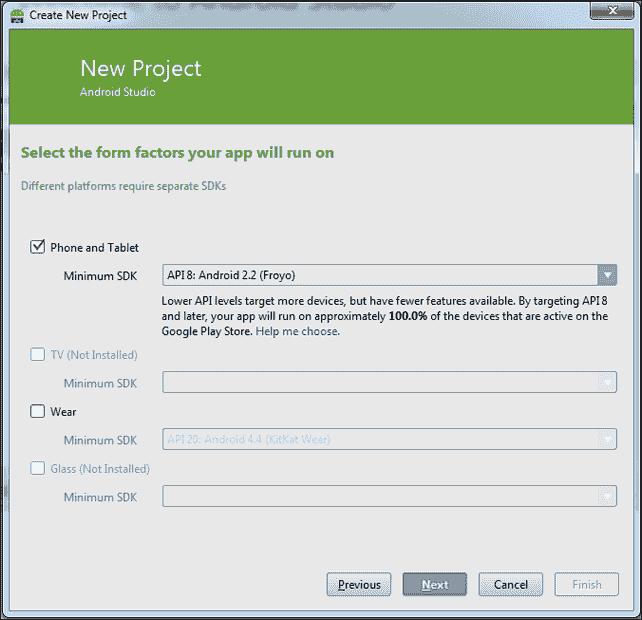 Create New Project
New Project
Android Studio
Select the form factors your app will run on
Different platforms require separate SDKs
Phone and Tablet
Minimum SDK
API 8: Android 2.2 (Froyo)
Lower API levels target more devices, but have fewer features available. By targeting API 8
and later, your app will run on approximately 100.0% of the devices that are active on the
Google Play Store. Help me choose.
TV (Not Installed)
Minimum SDK
Wear
Minimum SDK
API 20: Android 4.4 (KitKat Wear)
Glass (Not Installed)
Minimum SDK
Previous
Next
Cancel
Finish